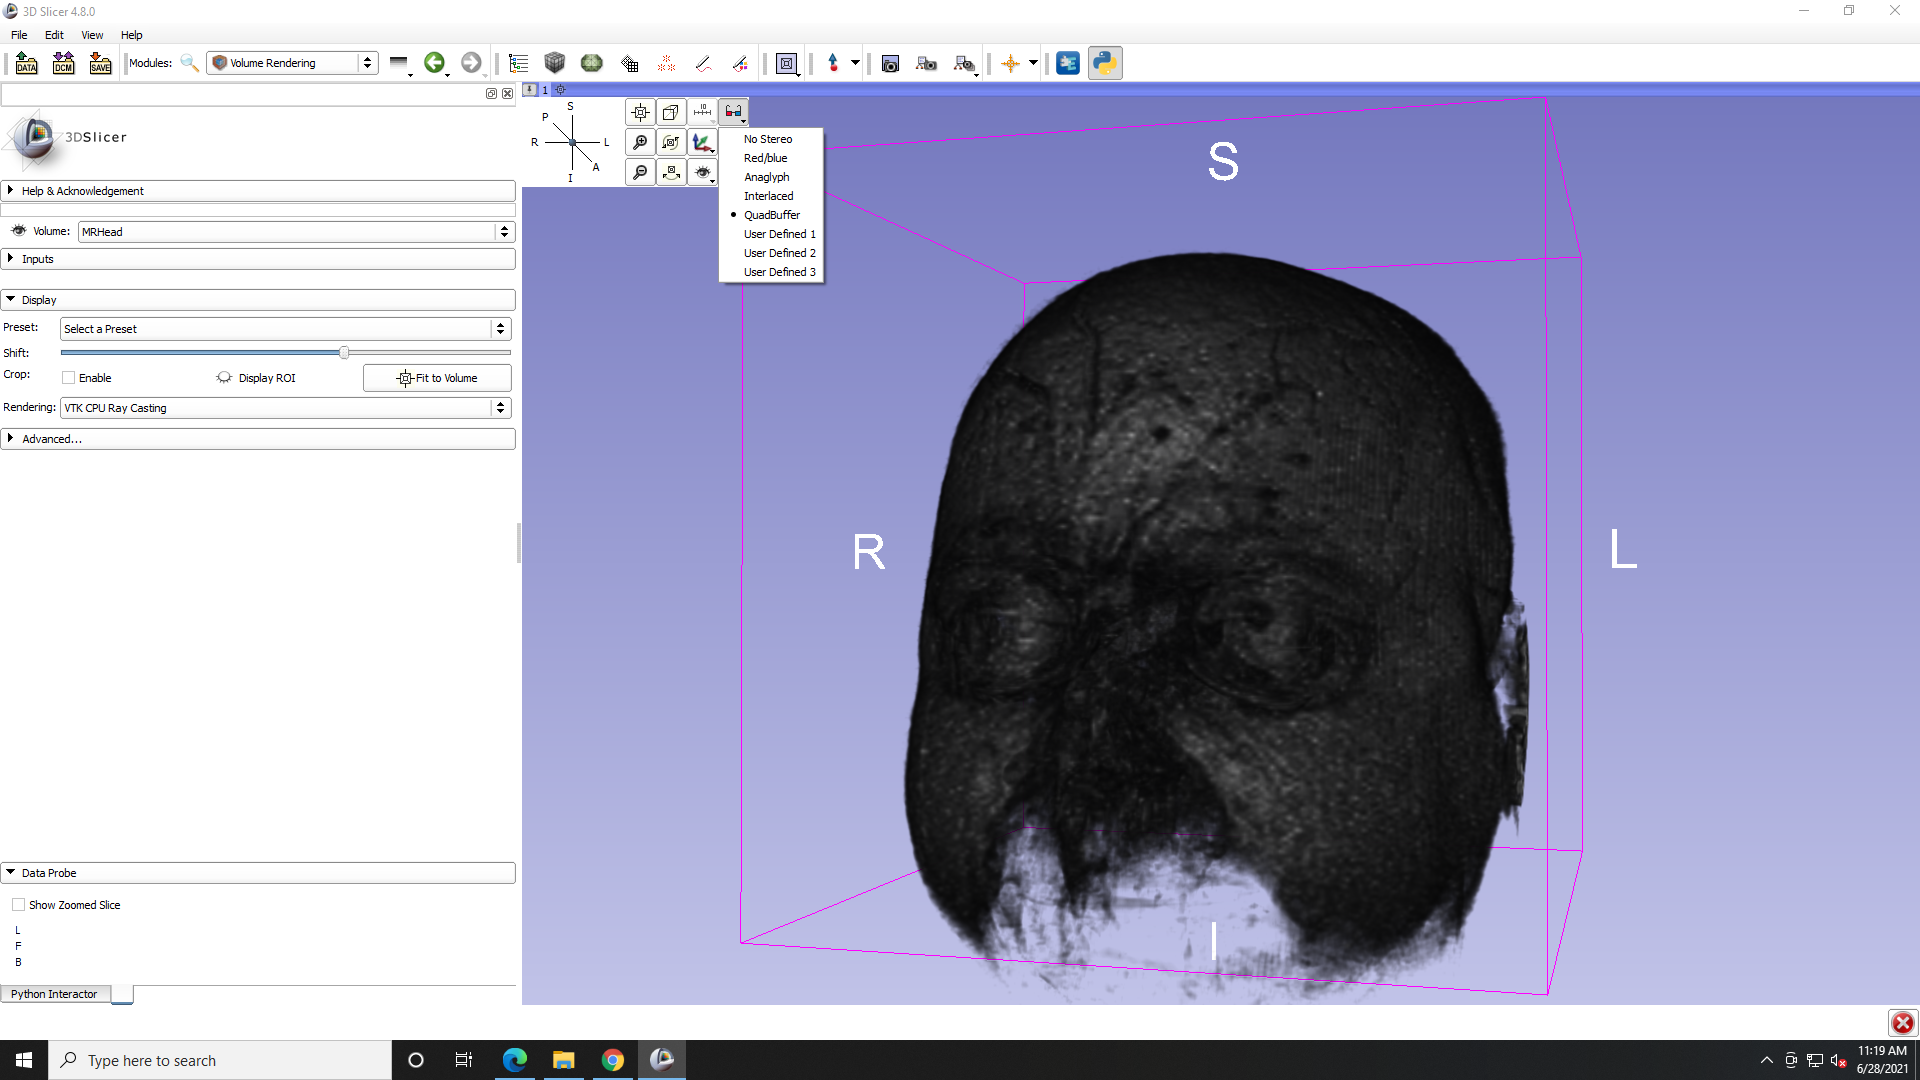 3D Slicer 4.8.0
File Edit View Help
DATA DCM SAVE Modules: Volume Rendering
1
3DSlicer
Help & Acknowledgement
Volume: MRHead
Inputs
Display
Preset: Select a Preset
Shift:
Crop: Enable Display ROI Fit to Volume
Rendering: VTK CPU Ray Casting
Advanced...
Data Probe
Show Zoomed Slice
L
F
B
Python Interactor
S
P
R L
A
I
No Stereo
Red/blue
Anaglyph
Interlaced
QuadBuffer
User Defined 1
User Defined 2
User Defined 3
S
R
L
I
Type here to search
11:19 AM
6/28/2021